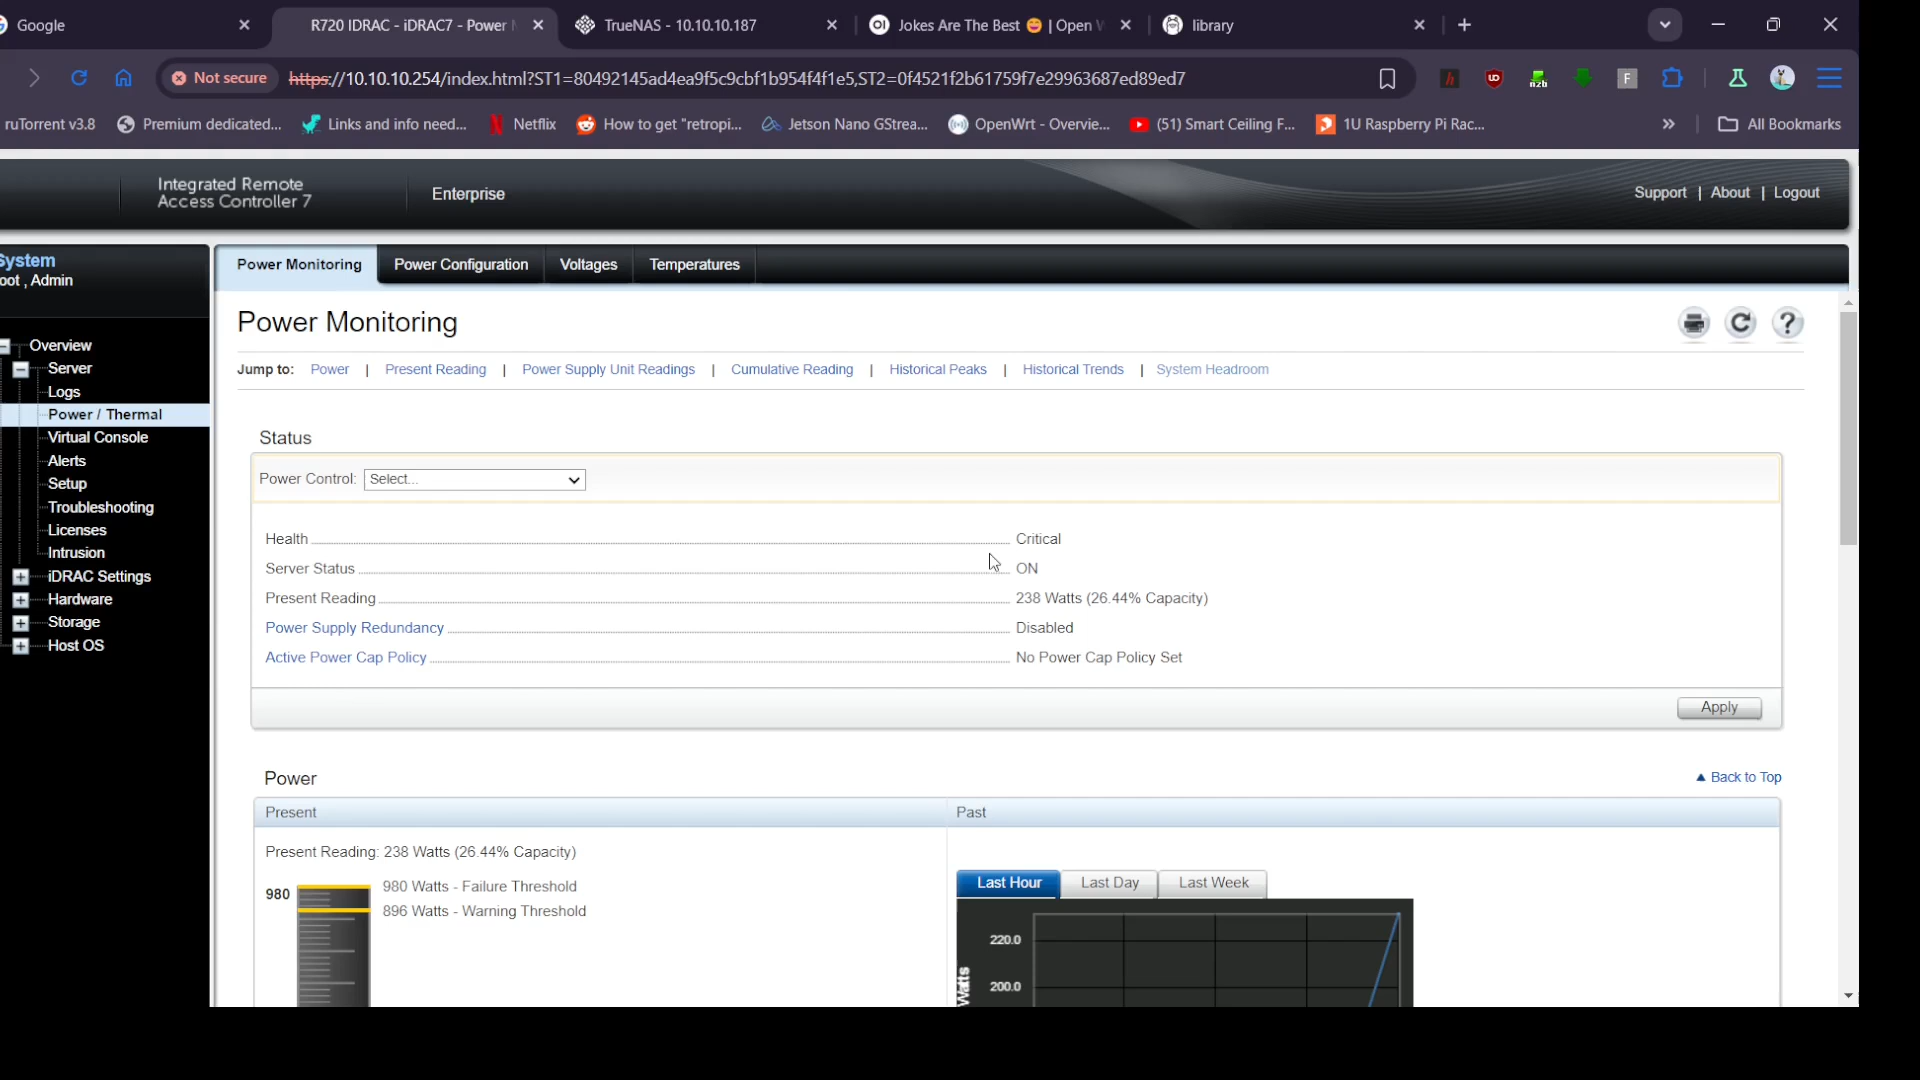 Google
R720 IDRAC - iDRAC7 - Power
TrueNAS - 10.10.10.187
Jokes Are The Best 😄 | Open
library
Not secure
https://10.10.10.254/index.html?ST1=80492145ad4ea9f5c9cbf1b954f4f1e5,ST2=0f4521f2b61759f7e29963687ed89ed7
ruTorrent v3.8
Premium dedicated...
Links and info need...
Netflix
How to get "retropi...
Jetson Nano GStrea...
OpenWrt - Overvie...
(51) Smart Ceiling F...
1U Raspberry Pi Rac...
All Bookmarks
Integrated Remote
Access Controller 7
Enterprise
Support | About | Logout
System
oot , Admin
Overview
Server
Logs
Power / Thermal
Virtual Console
Alerts
Setup
Troubleshooting
Licenses
Intrusion
iDRAC Settings
Hardware
Storage
Host OS
Power Monitoring
Power Configuration
Voltages
Temperatures
Power Monitoring
Jump to: Power | Present Reading | Power Supply Unit Readings | Cumulative Reading | Historical Peaks | Historical Trends | System Headroom
Status
Power Control: Select...
Health Critical
Server Status ON
Present Reading 238 Watts (26.44% Capacity)
Power Supply Redundancy Disabled
Active Power Cap Policy No Power Cap Policy Set
Apply
Power
Back to Top
Present
Past
Present Reading: 238 Watts (26.44% Capacity)
980
980 Watts - Failure Threshold
896 Watts - Warning Threshold
Last Hour
Last Day
Last Week
220.0
200.0
Watts